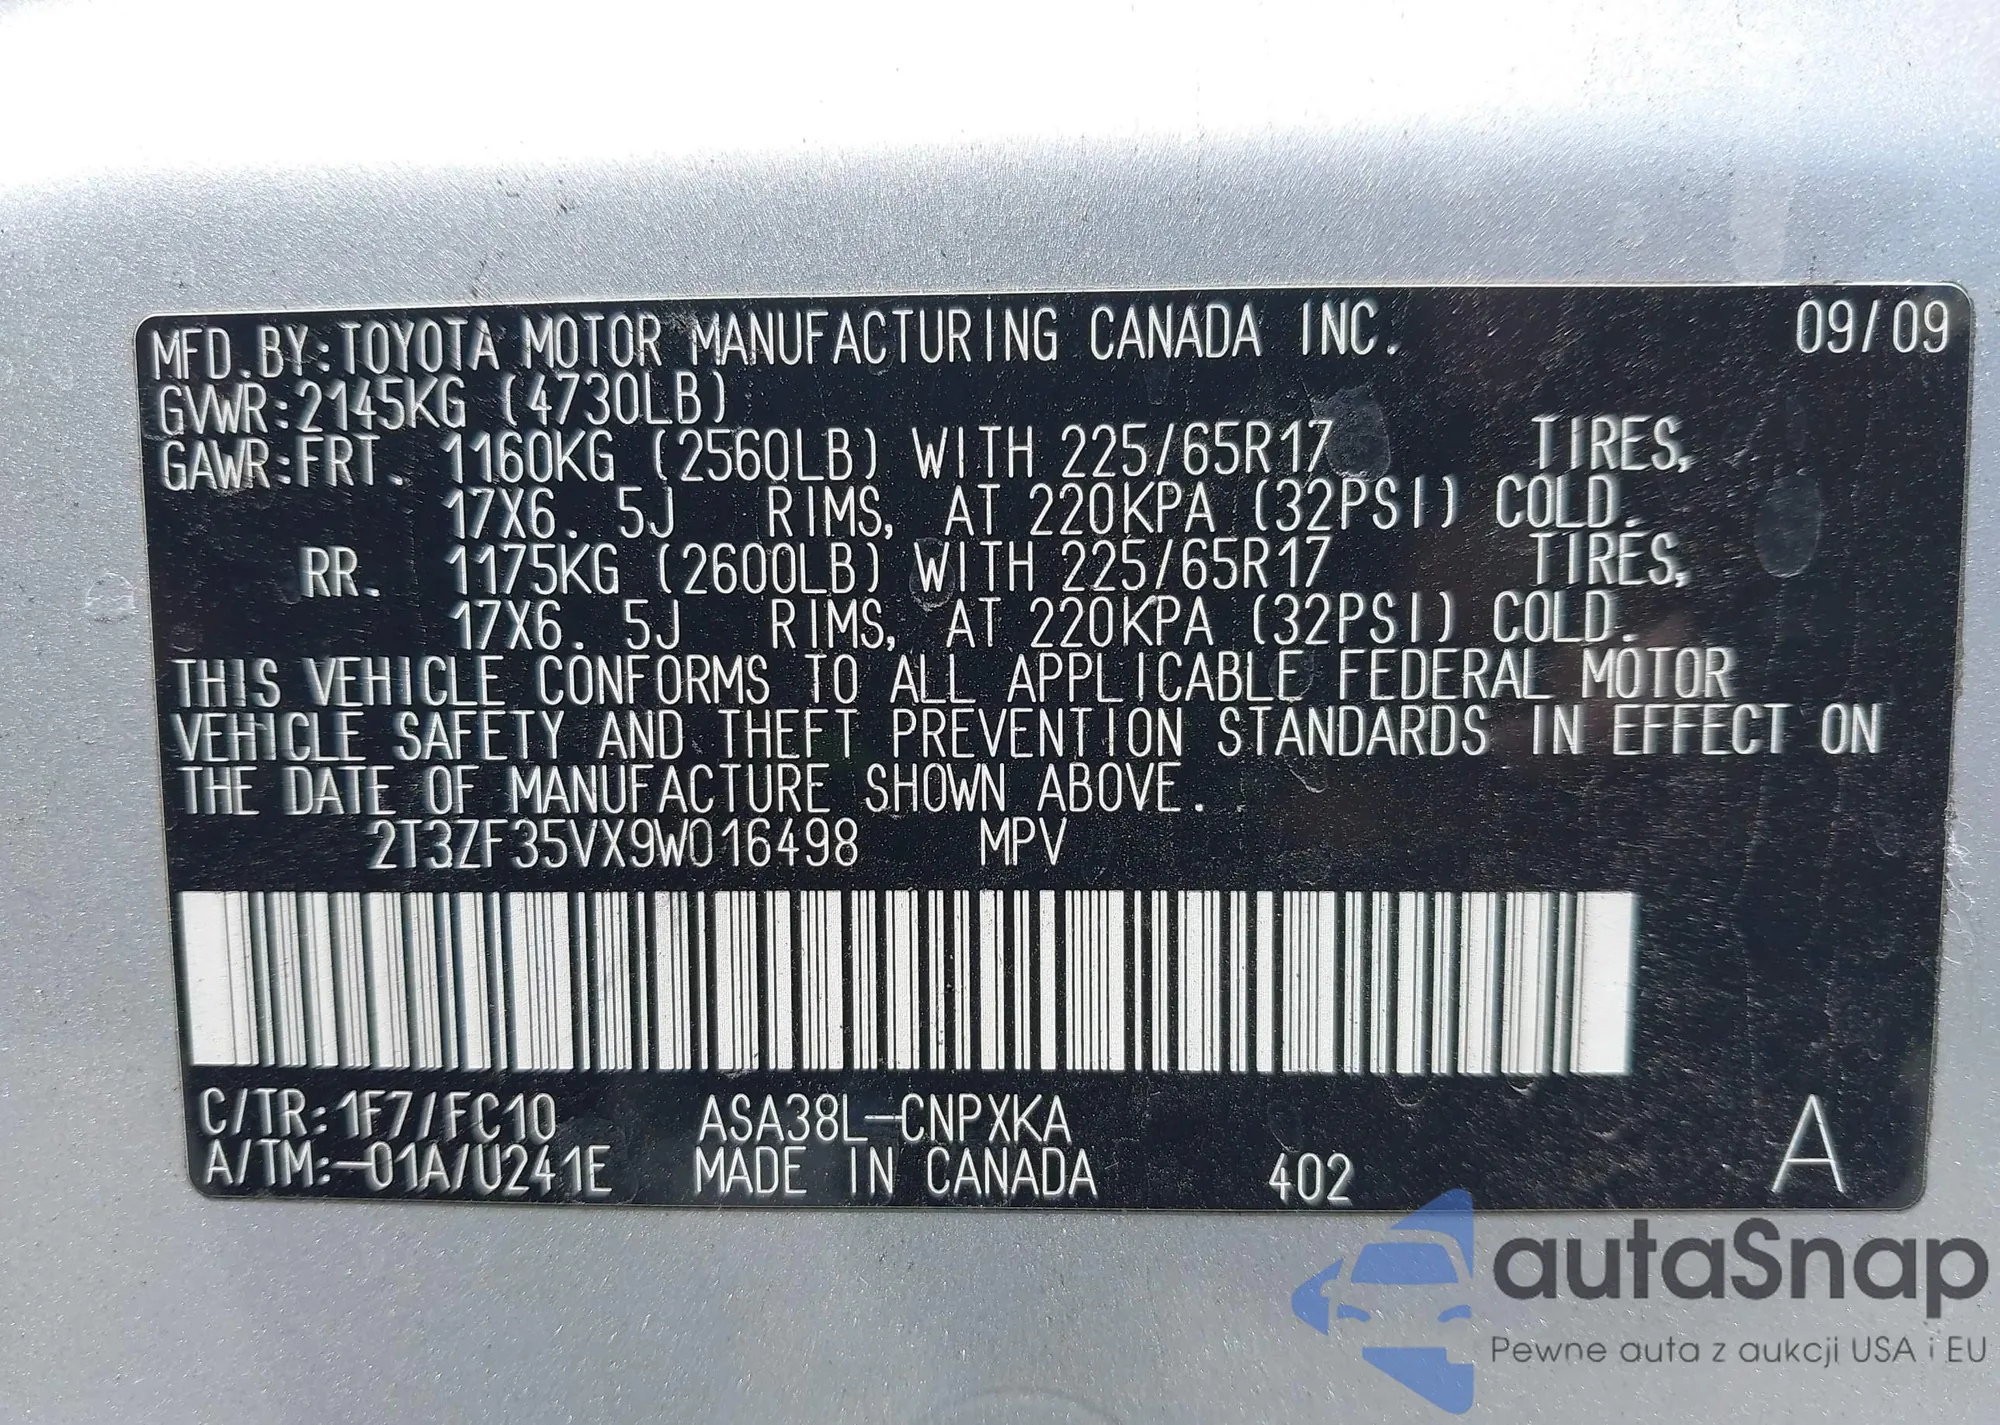 MFD.BY:TOYOTA MOTOR MANUFACTURING CANADA INC. 09/09
GVWR:2145KG (4730LB)
GAWR:FRT. 1160KG (2560LB) WITH 225/65R17 TIRES,
17X6.5J RIMS, AT 220KPA (32PSI) COLD.
RR. 1175KG (2600LB) WITH 225/65R17 TIRES,
17X6.5J RIMS, AT 220KPA (32PSI) COLD.
THIS VEHICLE CONFORMS TO ALL APPLICABLE FEDERAL MOTOR
VEHICLE SAFETY AND THEFT PREVENTION STANDARDS IN EFFECT ON
THE DATE OF MANUFACTURE SHOWN ABOVE.
2T3ZF35VX9W016498 MPV
C/TR:1F7/FC10 ASA38L-CNPXKA A
A/TM:-01A/U241E MADE IN CANADA 402
autaSnap
Pewne auta z aukcji USA i EU